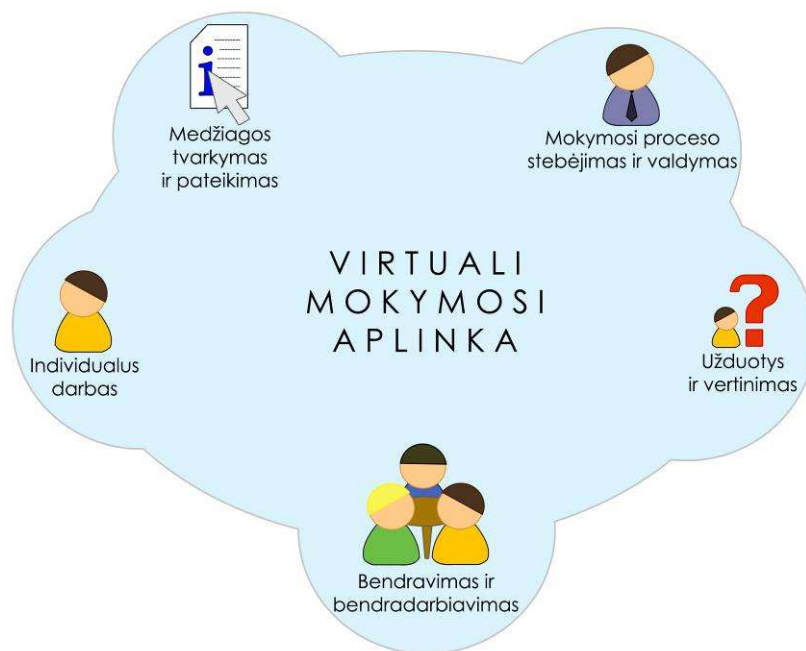 Medžiagos
tvarkymas
ir pateikimas
Mokymosi proceso
stebėjimas ir valdymas
VIRTUALI
MOKYMOSI
APLINKA
Individualus
darbas
Užduotys
ir vertinimas
Bendravimas ir
bendradarbiavimas